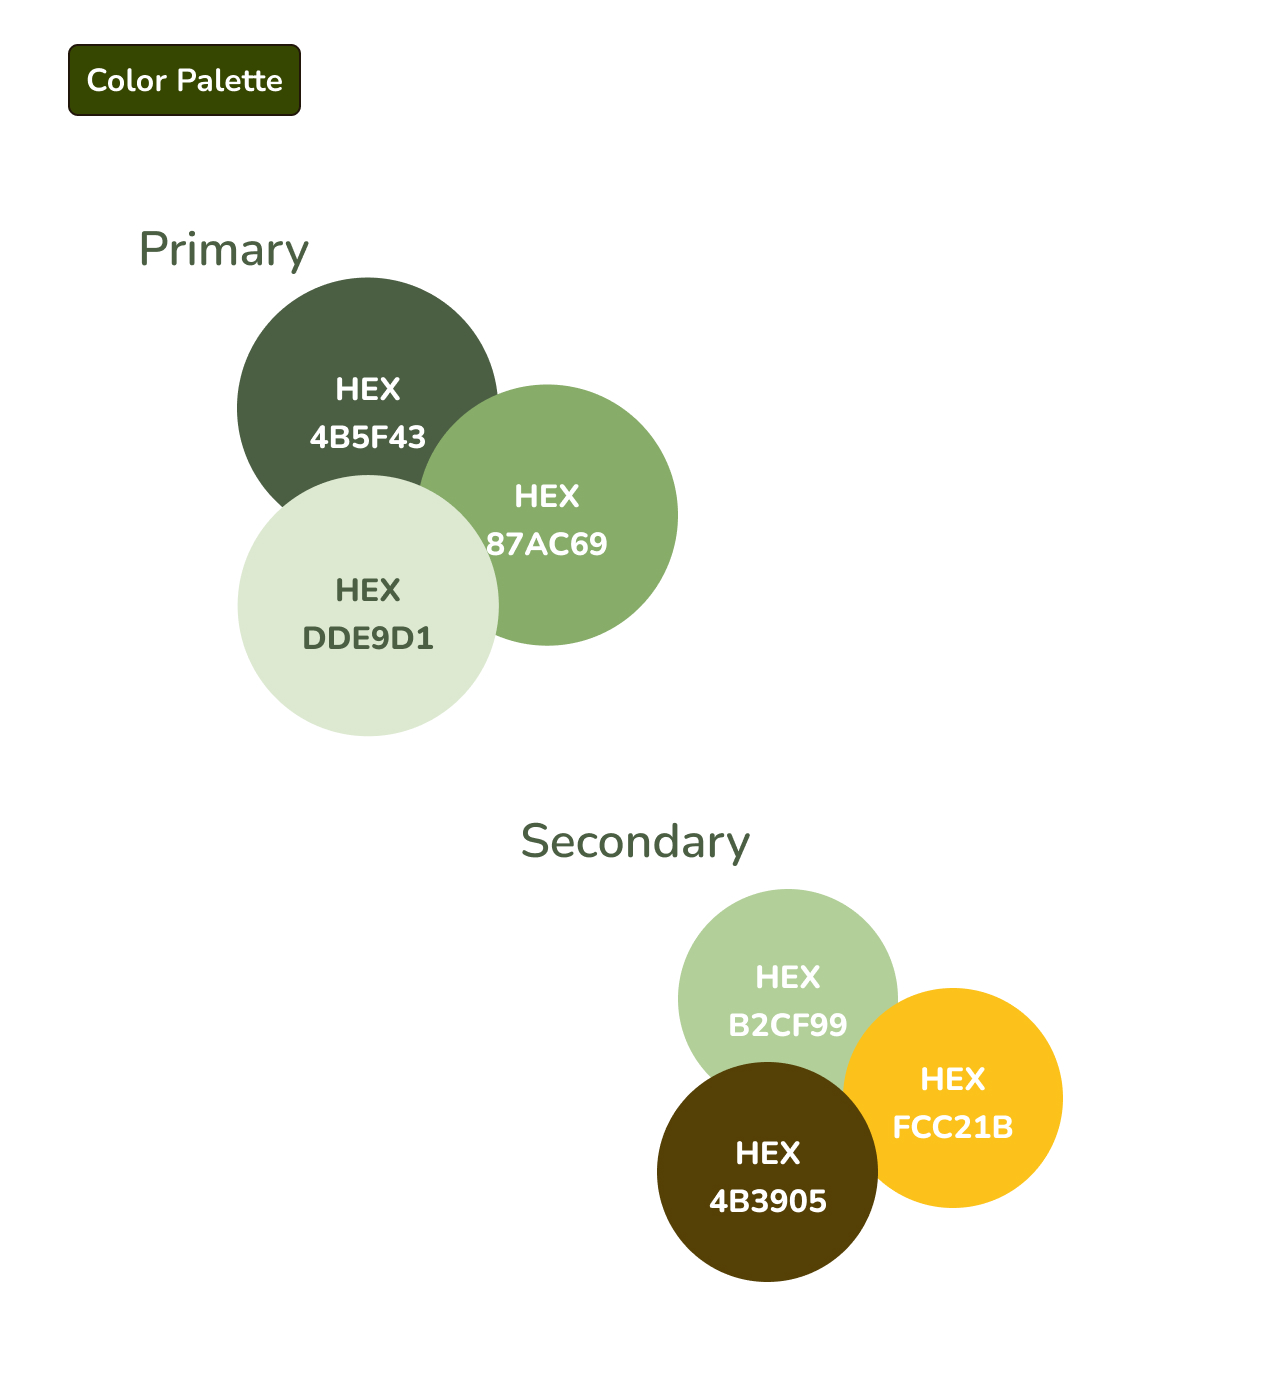 Color Palette
Primary
HEX
4B5F43
HEX
87AC69
HEX
DDE9D1
Secondary
HEX
B2CF99
HEX
FCC21B
HEX
4B3905